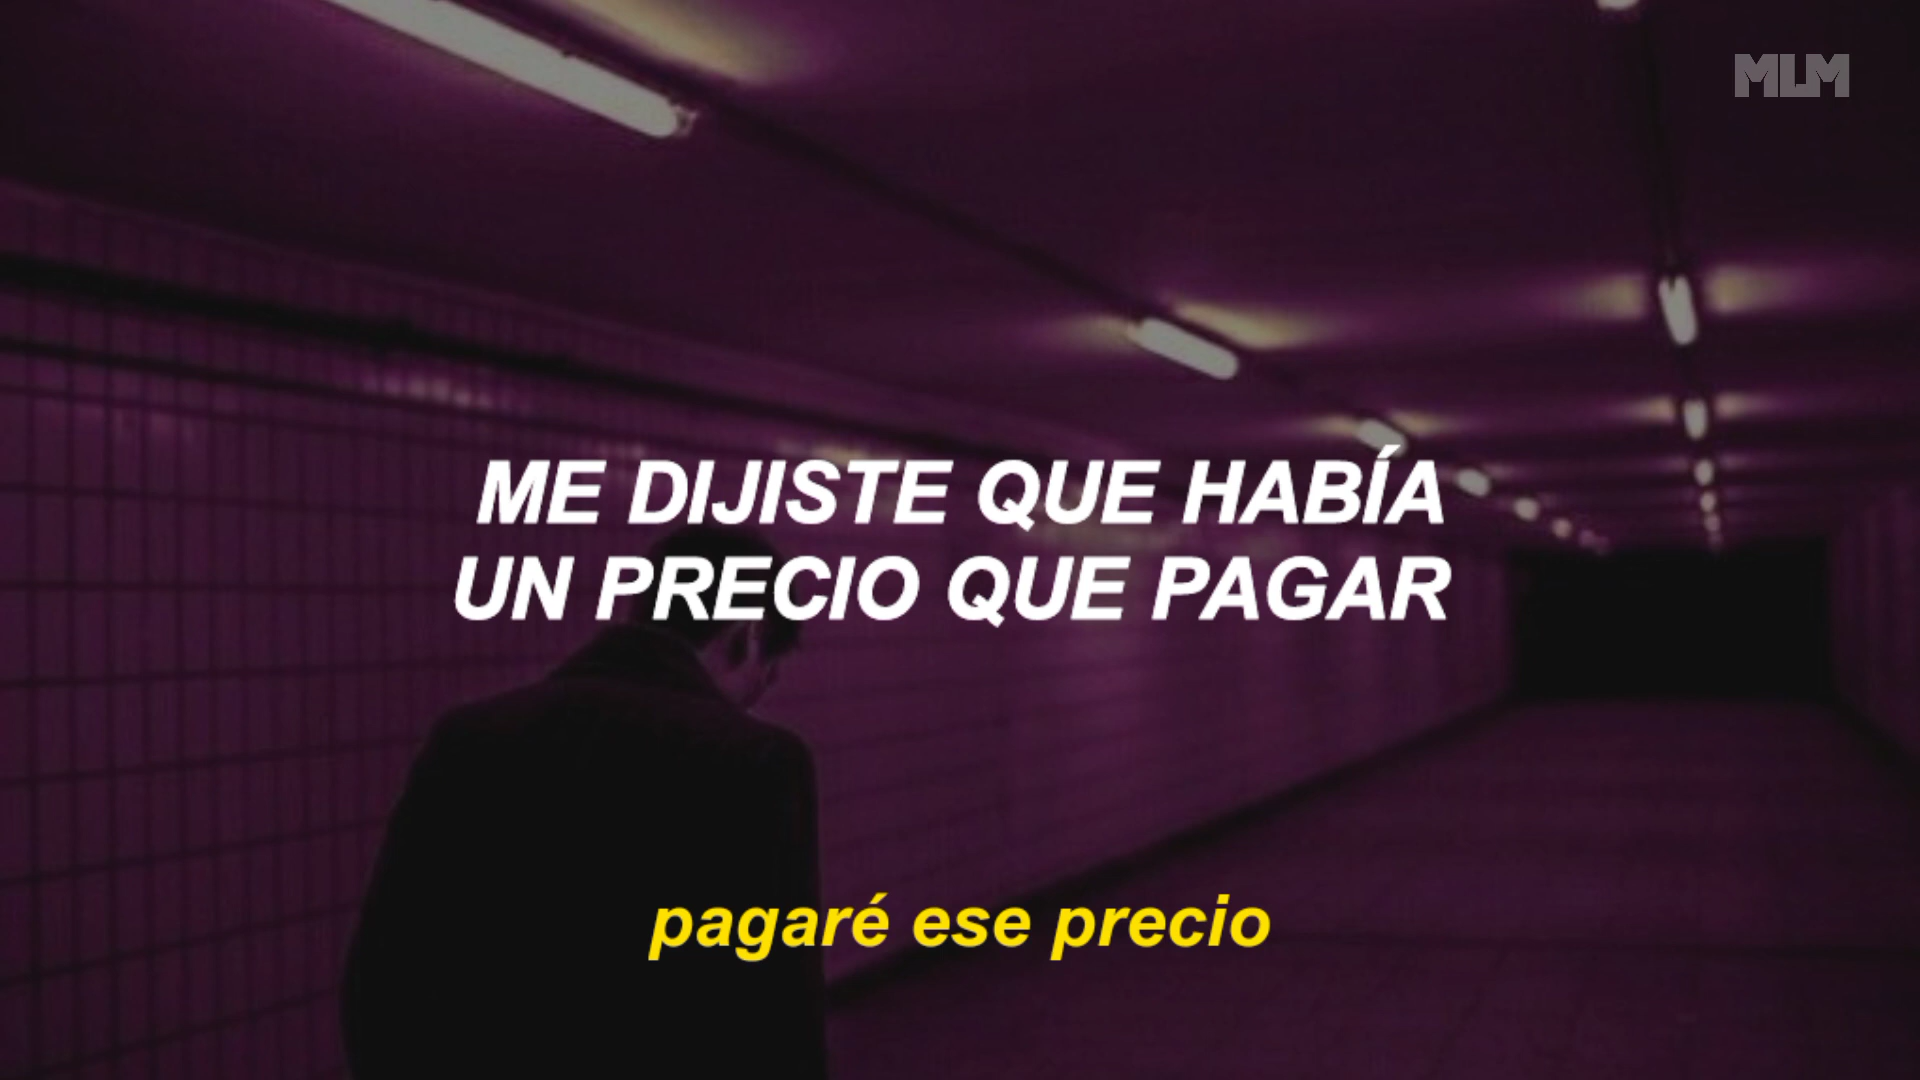 MLM
ME DIJISTE QUE HABÍA
UN PRECIO QUE PAGAR
pagaré ese precio